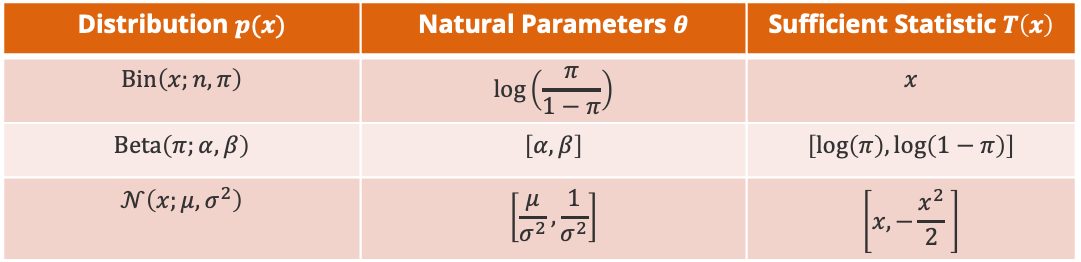 Distribution p(x) Natural Parameters θ Sufficient Statistic T(x)
Bin(x; n, π) log(π / (1 − π)) x
Beta(π; α, β) [α, β] [log(π), log(1 − π)]
𝒩(x; μ, σ²) [μ/σ², 1/σ²] [x, −x²/2]